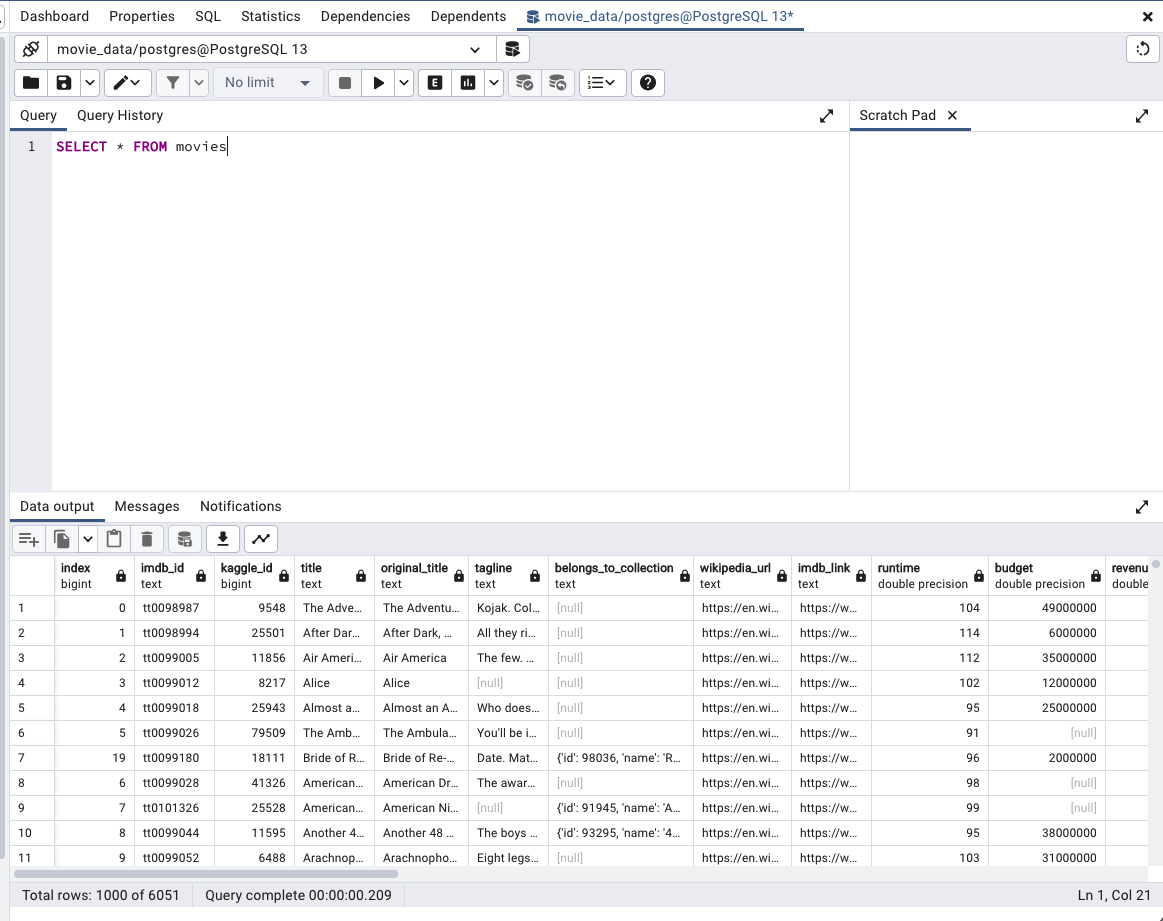 Dashboard Properties SQL Statistics Dependencies Dependents movie_data/postgres@PostgreSQL 13*
movie_data/postgres@PostgreSQL 13
No limit E
Query Query History Scratch Pad
1 SELECT * FROM movies
Data output Messages Notifications
index imdb_id kaggle_id title original_title tagline belongs_to_collection wikipedia_url imdb_link runtime budget revenu
bigint text bigint text text text text text text double precision double precision double
1 0 tt0098987 9548 The Adve... The Adventu... Kojak. Col... [null] https://en.wi... https://w... 104 49000000
2 1 tt0098994 25501 After Dar... After Dark, ... All they ri... [null] https://en.wi... https://w... 114 6000000
3 2 tt0099005 11856 Air Ameri... Air America The few. ... [null] https://en.wi... https://w... 112 35000000
4 3 tt0099012 8217 Alice Alice [null] [null] https://en.wi... https://w... 102 12000000
5 4 tt0099018 25943 Almost a... Almost an A... Who does... [null] https://en.wi... https://w... 95 25000000
6 5 tt0099026 79509 The Amb... The Ambula... You'll be i... [null] https://en.wi... https://w... 91 [null]
7 19 tt0099180 18111 Bride of R... Bride of Re-... Date. Mat... {'id': 98036, 'name': 'R... https://en.wi... https://w... 96 2000000
8 6 tt0099028 41326 American... American Dr... The awar... [null] https://en.wi... https://w... 98 [null]
9 7 tt0101326 25528 American... American Ni... [null] {'id': 91945, 'name': 'A... https://en.wi... https://w... 99 [null]
10 8 tt0099044 11595 Another 4... Another 48 ... The boys ... {'id': 93295, 'name': '4... https://en.wi... https://w... 95 38000000
11 9 tt0099052 6488 Arachnop... Arachnopho... Eight legs... [null] https://en.wi... https://w... 103 31000000
Total rows: 1000 of 6051 Query complete 00:00:00.209 Ln 1, Col 21